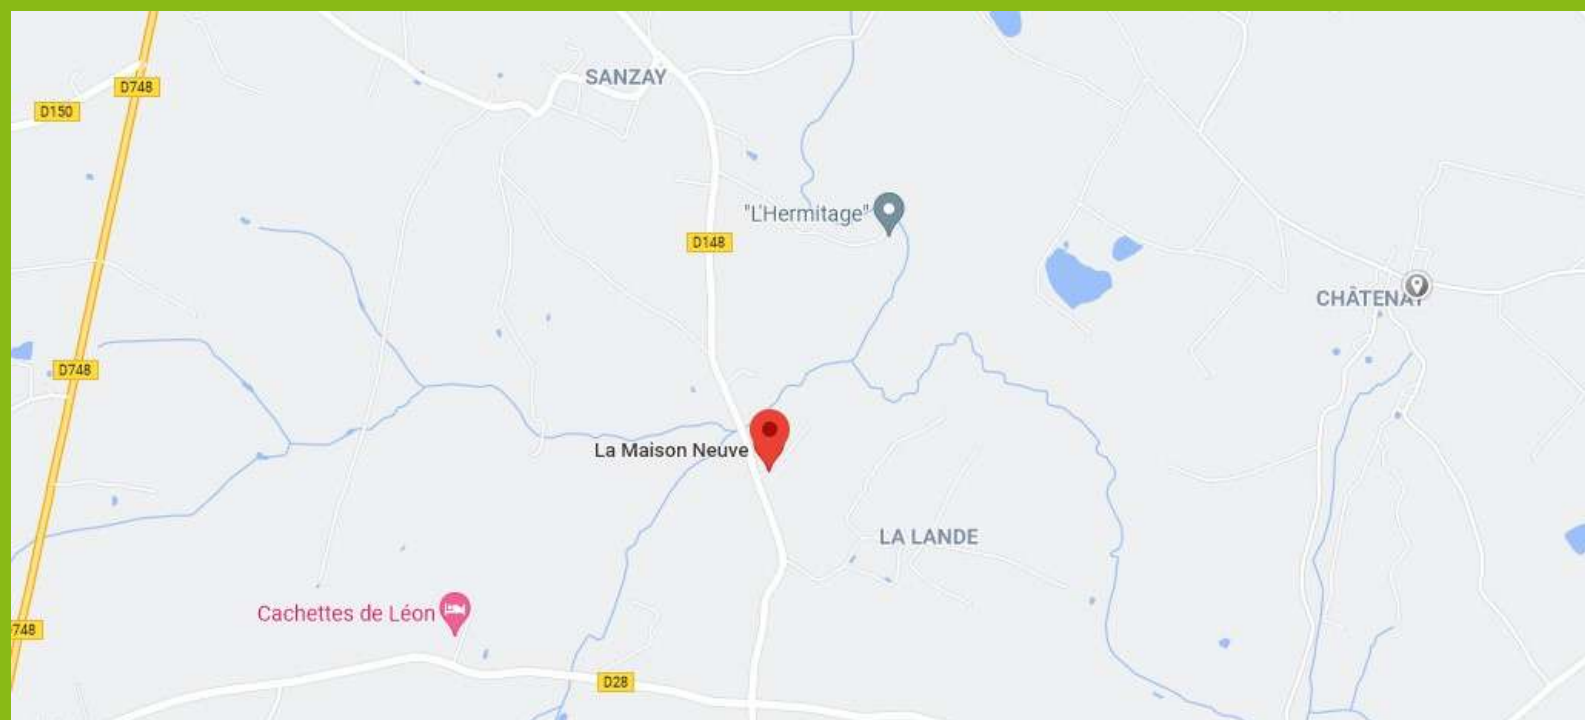 SANZAY
D748
D150
"L'Hermitage"
D148
CHÂTENAY
D748
La Maison Neuve
LA LANDE
Cachettes de Léon
748
D28